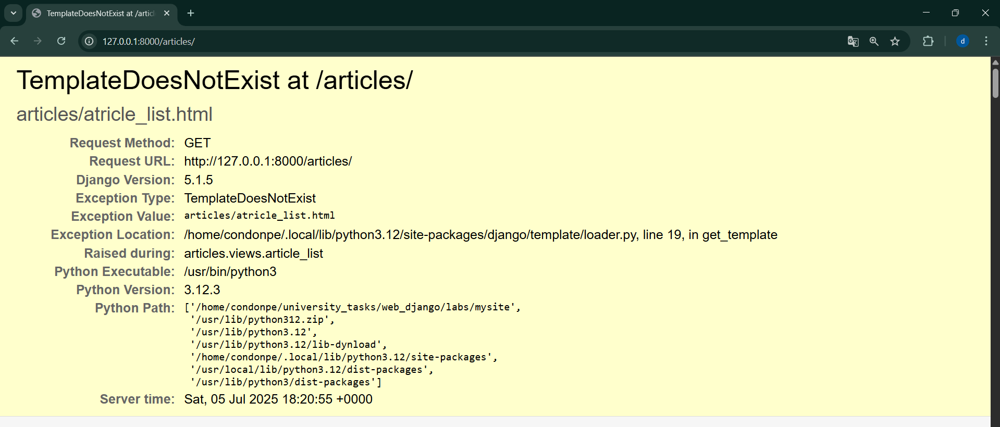 TemplateDoesNotExist at /articl
127.0.0.1:8000/articles/
d
TemplateDoesNotExist at /articles/
articles/atricle_list.html
Request Method: GET
Request URL: http://127.0.0.1:8000/articles/
Django Version: 5.1.5
Exception Type: TemplateDoesNotExist
Exception Value: articles/atricle_list.html
Exception Location: /home/condonpe/.local/lib/python3.12/site-packages/django/template/loader.py, line 19, in get_template
Raised during: articles.views.article_list
Python Executable: /usr/bin/python3
Python Version: 3.12.3
Python Path: ['/home/condonpe/university_tasks/web_django/labs/mysite',
'/usr/lib/python312.zip',
'/usr/lib/python3.12',
'/usr/lib/python3.12/lib-dynload',
'/home/condonpe/.local/lib/python3.12/site-packages',
'/usr/local/lib/python3.12/dist-packages',
'/usr/lib/python3/dist-packages']
Server time: Sat, 05 Jul 2025 18:20:55 +0000